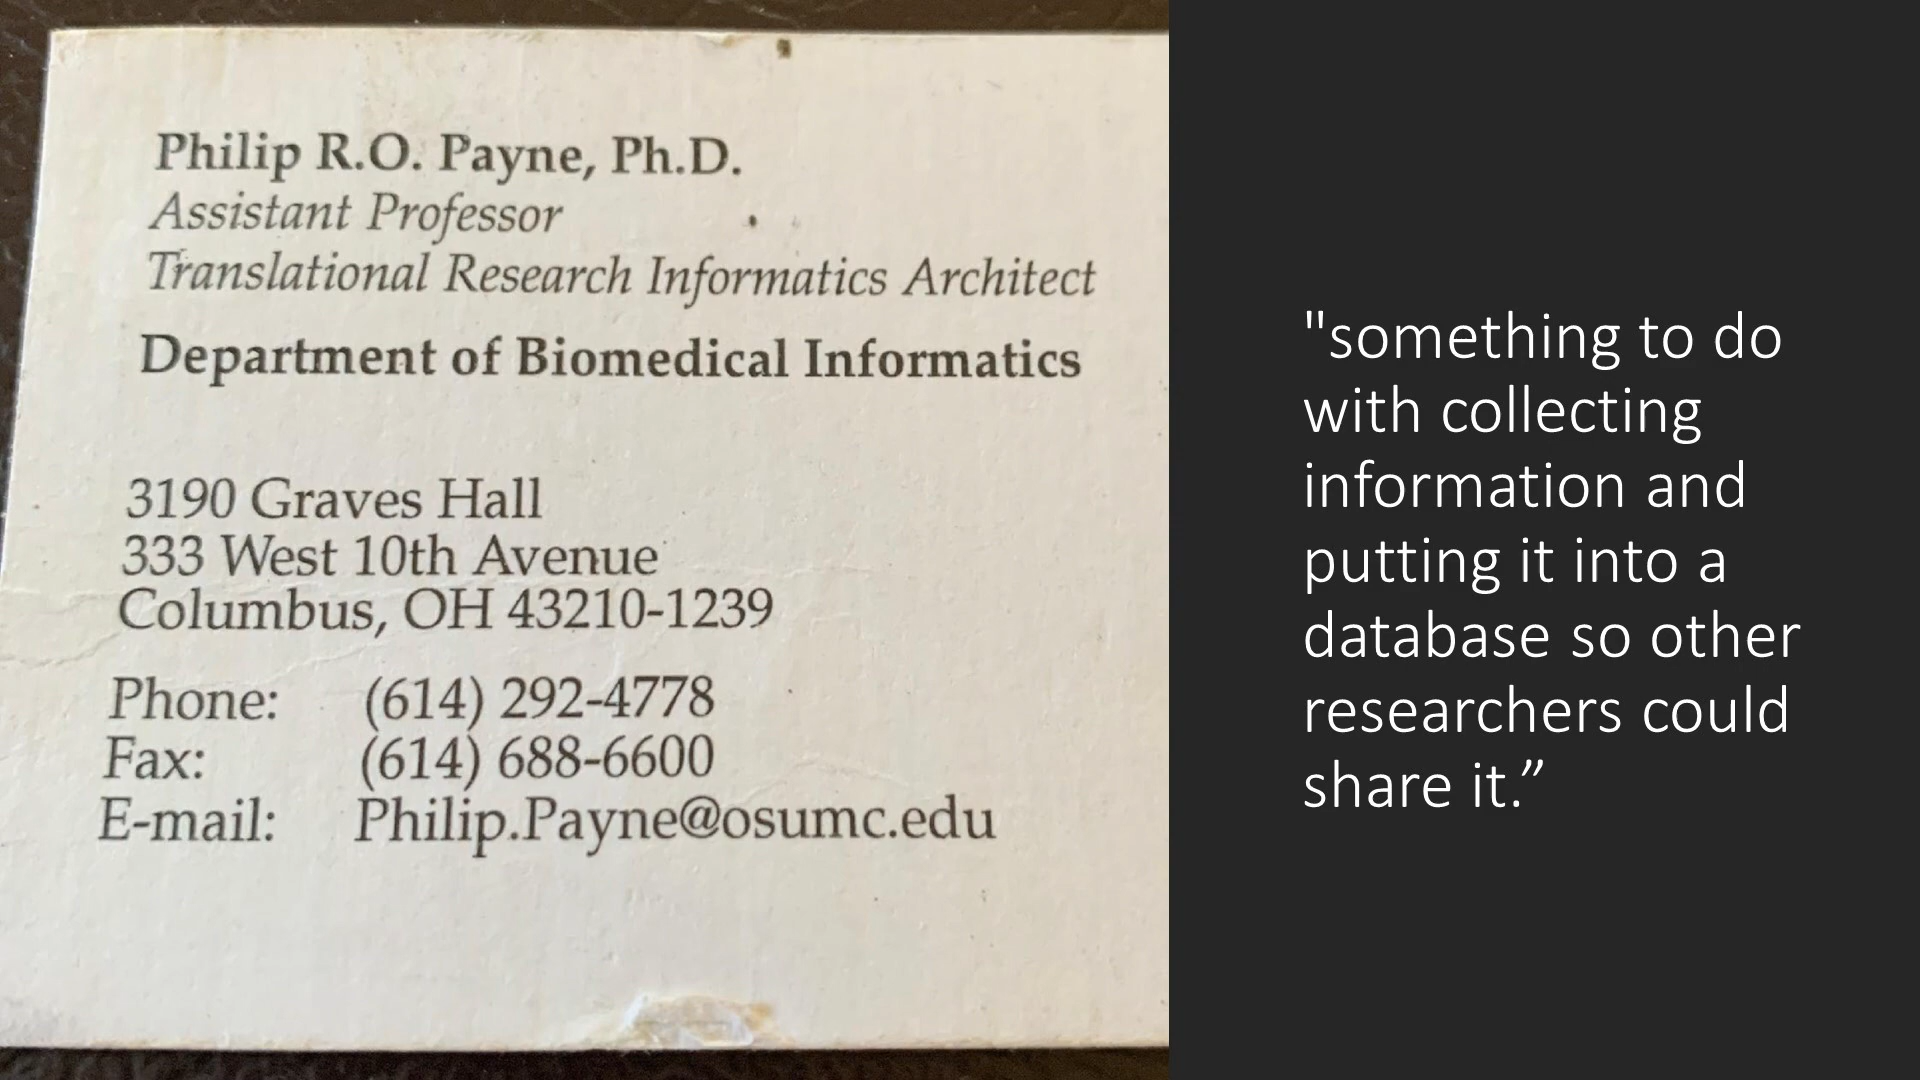 Philip R.O. Payne, Ph.D.
Assistant Professor
Translational Research Informatics Architect
Department of Biomedical Informatics
3190 Graves Hall
333 West 10th Avenue
Columbus, OH 43210-1239
Phone: (614) 292-4778
Fax: (614) 688-6600
E-mail: Philip.Payne@osumc.edu
"something to do
with collecting
information and
putting it into a
database so other
researchers could
share it.”